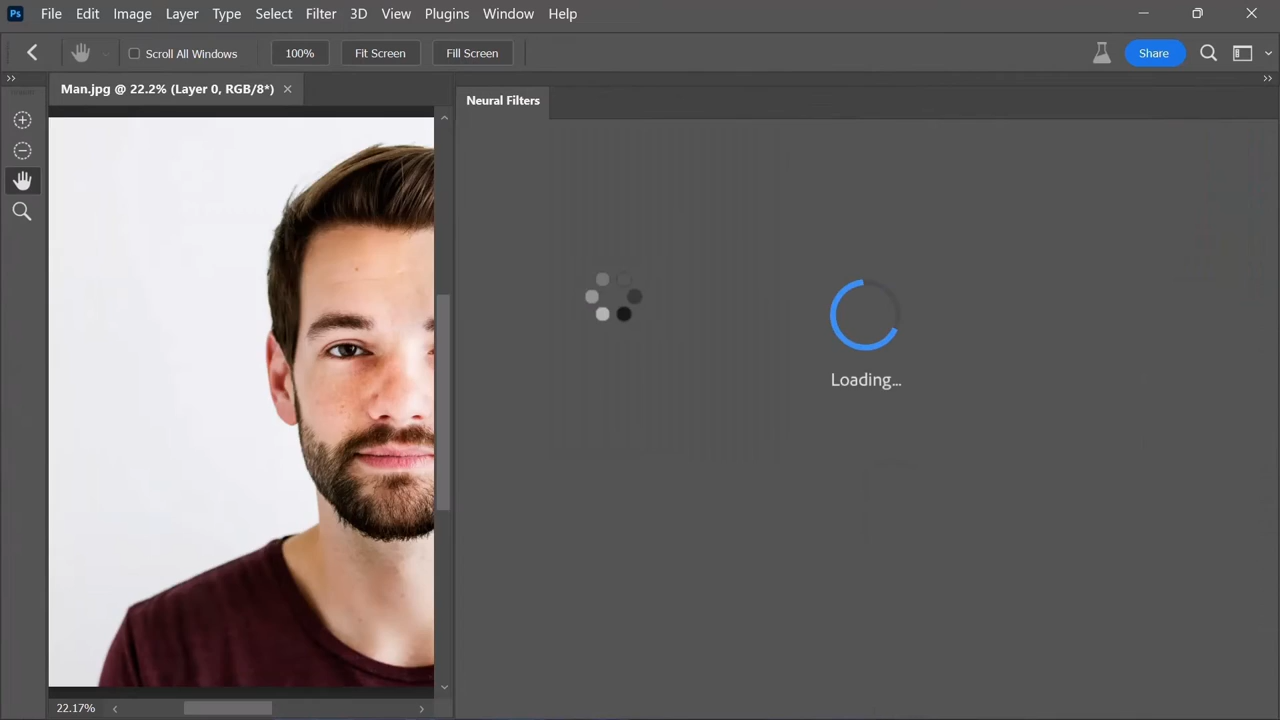 Ps File Edit Image Layer Type Select Filter 3D View Plugins Window Help
Scroll All Windows 100% Fit Screen Fill Screen Share
Man.jpg @ 22.2% (Layer 0, RGB/8*)
Neural Filters
Loading...
22.17%